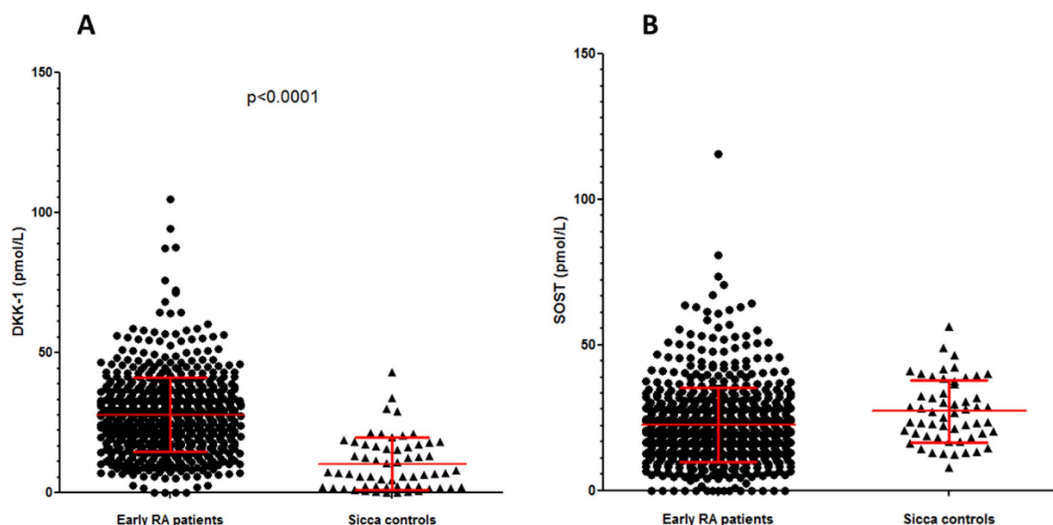 A
150
p<0.0001
100
50
0
DKK-1 (pmol/L)
Early RA patients
Sicca controls
B
150
100
50
0
SOST (pmol/L)
Early RA patients
Sicca controls